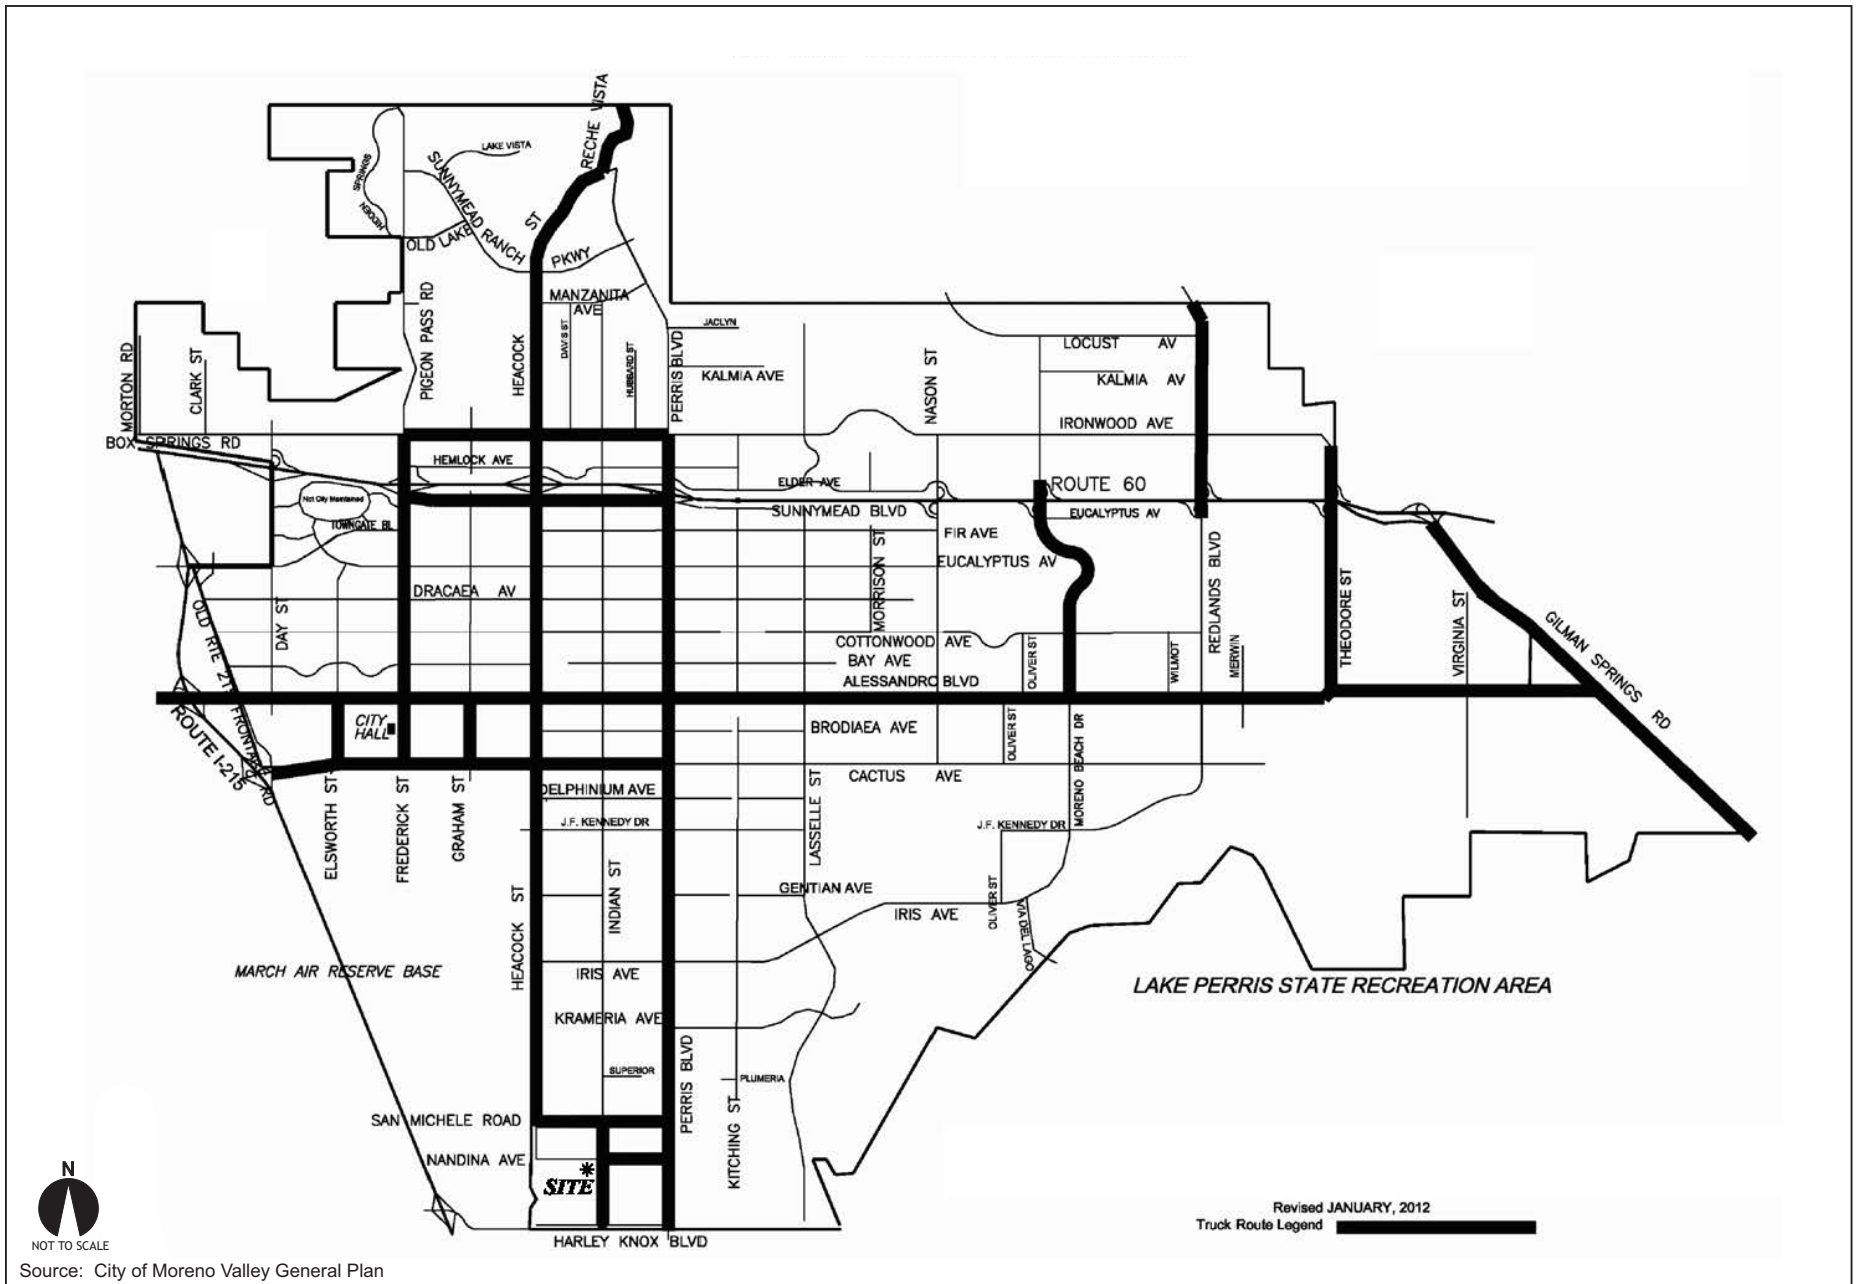 RECHE VISTA
LAKE VISTA
SUNNYMEAD RANCH PKWY
HIDDEN SPRINGS
OLD LAKE
ST
MANZANITA
AVE
PIGEON PASS RD
HEACOCK
DAVIS ST
HUBBARD ST
PERRIS BLVD
JACLYN
KALMIA AVE
NASON ST
LOCUST AV
KALMIA AV
IRONWOOD AVE
MORTON RD
CLARK ST
BOX SPRINGS RD
HEMLOCK AVE
Not City Maintained
TOWNGATE BL
ELDER AVE
SUNNYMEAD BLVD
ROUTE 60
EUCALYPTUS AV
FIR AVE
EUCALYPTUS AV
MORRISON ST
DRACAEA AV
DAY ST
OLD RTE 215 FRONTAGE RD
COTTONWOOD AVE
BAY AVE
ALESSANDRO BLVD
OLIVER ST
WILMOT
REDLANDS BLVD
MERWIN
THEODORE ST
VIRGINIA ST
GILMAN SPRINGS RD
ROUTE I-215
CITY
HALL
BRODIAEA AVE
OLIVER ST
MORENO BEACH DR
CACTUS AVE
ELSWORTH ST
FREDERICK ST
GRAHAM ST
DELPHINIUM AVE
J.F. KENNEDY DR
LASSELLE ST
J.F. KENNEDY DR
INDIAN ST
GENTIAN AVE
HEACOCK ST
IRIS AVE
OLIVER ST
VIA DEL LAGO
MARCH AIR RESERVE BASE
IRIS AVE
LAKE PERRIS STATE RECREATION AREA
KRAMERIA AVE
SUPERIOR
PERRIS BLVD
PLUMERIA
KITCHING ST
SAN MICHELE ROAD
NANDINA AVE
SITE
HARLEY KNOX BLVD
N
NOT TO SCALE
Revised JANUARY, 2012
Truck Route Legend
Source: City of Moreno Valley General Plan